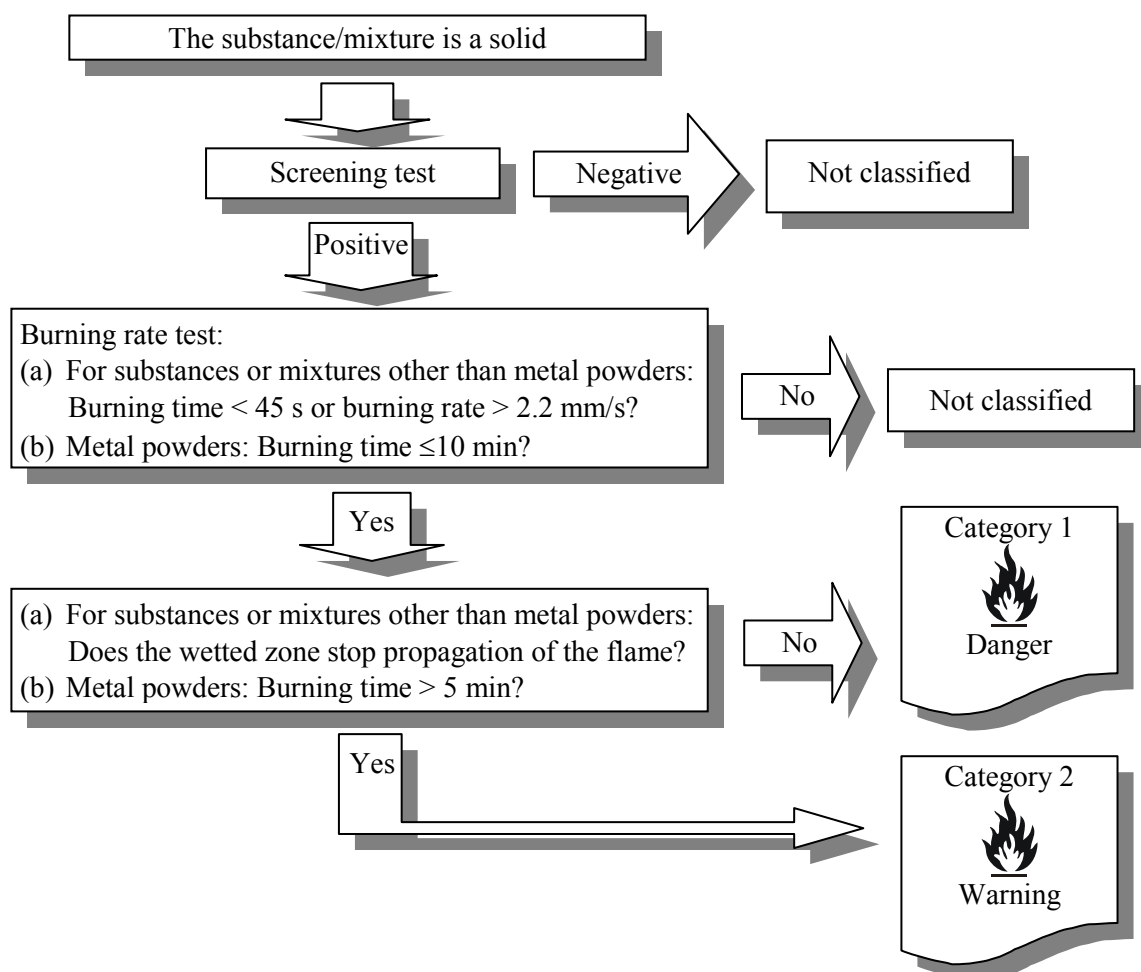 The substance/mixture is a solid
Screening test
Negative
Not classified
Positive
Burning rate test:
(a) For substances or mixtures other than metal powders:
Burning time < 45 s or burning rate > 2.2 mm/s?
(b) Metal powders: Burning time ≤10 min?
No
Not classified
Yes
Category 1
Danger
(a) For substances or mixtures other than metal powders:
Does the wetted zone stop propagation of the flame?
(b) Metal powders: Burning time > 5 min?
No
Yes
Category 2
Warning